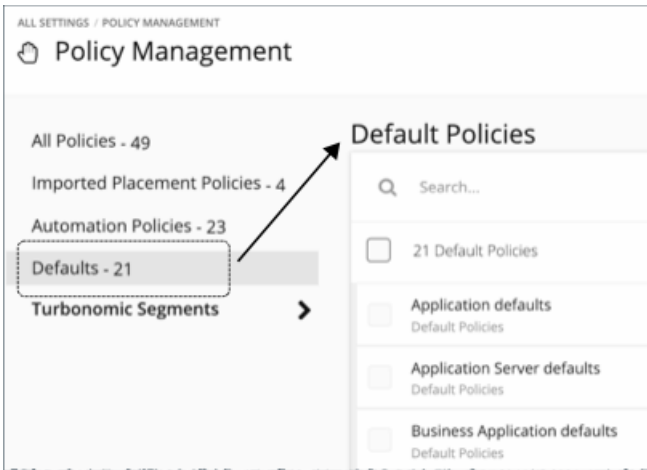 ALL SETTINGS / POLICY MANAGEMENT
Policy Management
All Policies - 49
Imported Placement Policies - 4
Automation Policies - 23
Defaults - 21
Turbonomic Segments
Default Policies
Search...
21 Default Policies
Application defaults
Default Policies
Application Server defaults
Default Policies
Business Application defaults
Default Policies